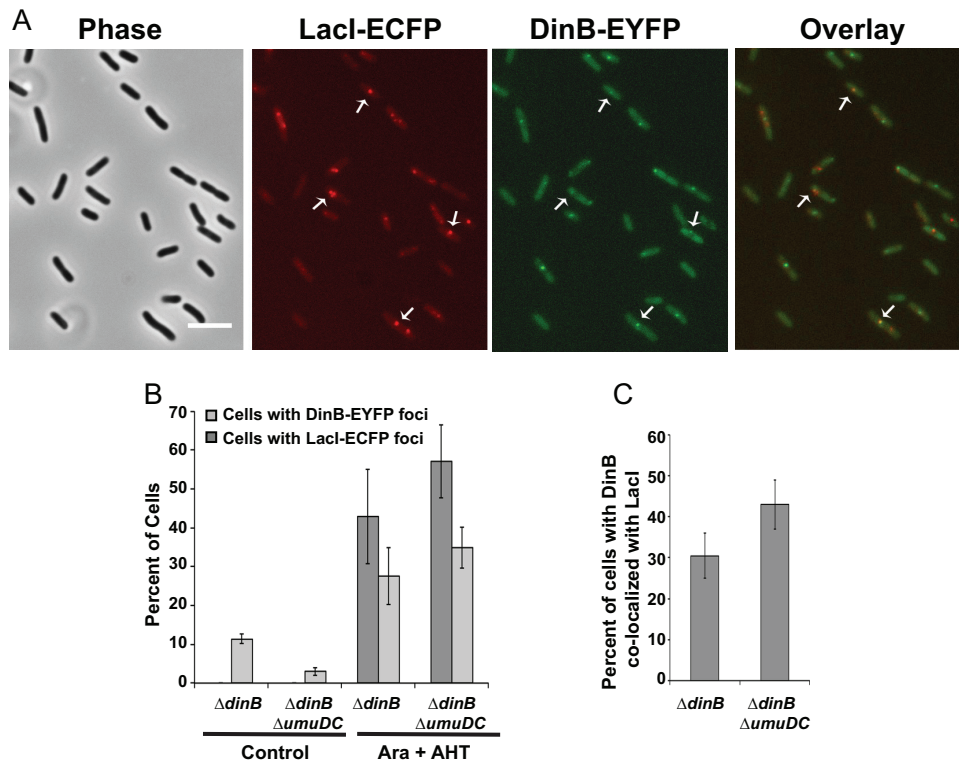 A
Phase
LacI-ECFP
DinB-EYFP
Overlay
B
70
60
50
40
30
20
10
0
Percent of Cells
Cells with DinB-EYFP foci
Cells with LacI-ECFP foci
ΔdinB
ΔdinB
ΔumuDC
ΔdinB
ΔdinB
ΔumuDC
Control
Ara + AHT
C
60
50
40
30
20
10
0
Percent of cells with DinB
co-localized with LacI
ΔdinB
ΔdinB
ΔumuDC